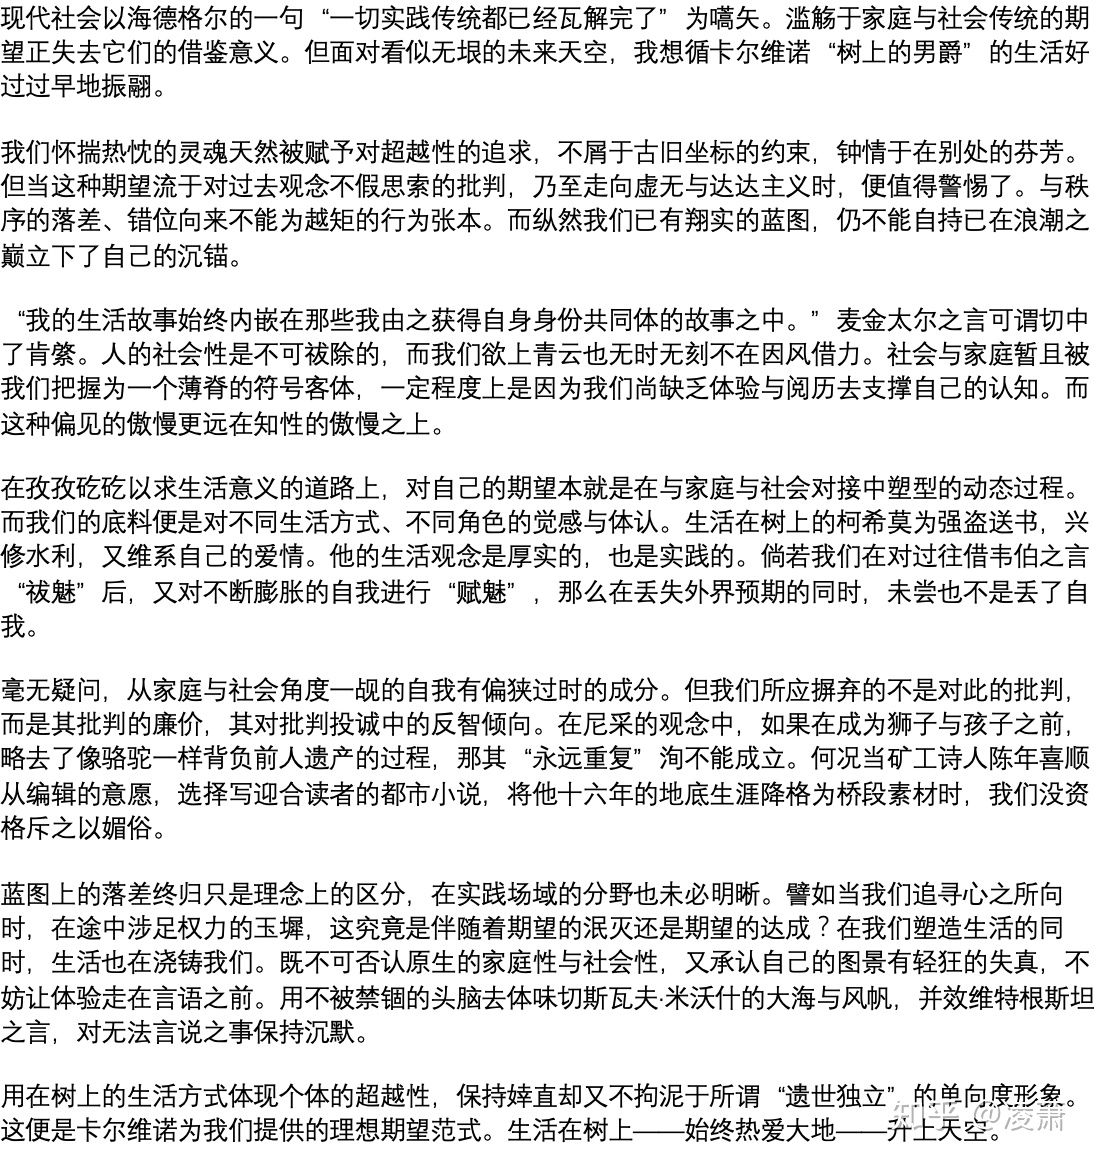 现代社会以海德格尔的一句“一切实践传统都已经瓦解完了”为嚆矢。滥觞于家庭与社会传统的期
望正失去它们的借鉴意义。但面对看似无垠的未来天空，我想循卡尔维诺“树上的男爵”的生活好
过过早地振翮。
我们怀揣热忱的灵魂天然被赋予对超越性的追求，不屑于古旧坐标的约束，钟情于在别处的芬芳。
但当这种期望流于对过去观念不假思索的批判，乃至走向虚无与达达主义时，便值得警惕了。与秩
序的落差、错位向来不能为越矩的行为张本。而纵然我们已有翔实的蓝图，仍不能自持已在浪潮之
巅立下了自己的沉锚。
“我的生活故事始终内嵌在那些我由之获得自身身份共同体的故事之中。”麦金太尔之言可谓切中
了肯綮。人的社会性是不可祓除的，而我们欲上青云也无时无刻不在因风借力。社会与家庭暂且被
我们把握为一个薄脊的符号客体，一定程度上是因为我们尚缺乏体验与阅历去支撑自己的认知。而
这种偏见的傲慢更远在知性的傲慢之上。
在孜孜矻矻以求生活意义的道路上，对自己的期望本就是在与家庭与社会对接中塑型的动态过程。
而我们的底料便是对不同生活方式、不同角色的觉感与体认。生活在树上的柯希莫为强盗送书，兴
修水利，又维系自己的爱情。他的生活观念是厚实的，也是实践的。倘若我们在对过往借韦伯之言
“祓魅”后，又对不断膨胀的自我进行“赋魅”，那么在丢失外界预期的同时，未尝也不是丢了自
我。
毫无疑问，从家庭与社会角度一觇的自我有偏狭过时的成分。但我们所应摒弃的不是对此的批判，
而是其批判的廉价，其对批判投诚中的反智倾向。在尼采的观念中，如果在成为狮子与孩子之前，
略去了像骆驼一样背负前人遗产的过程，那其“永远重复”洵不能成立。何况当矿工诗人陈年喜顺
从编辑的意愿，选择写迎合读者的都市小说，将他十六年的地底生涯降格为桥段素材时，我们没资
格斥之以媚俗。
蓝图上的落差终归只是理念上的区分，在实践场域的分野也未必明晰。譬如当我们追寻心之所向
时，在途中涉足权力的玉墀，这究竟是伴随着期望的泯灭还是期望的达成？在我们塑造生活的同
时，生活也在浇铸我们。既不可否认原生的家庭性与社会性，又承认自己的图景有轻狂的失真，不
妨让体验走在言语之前。用不被禁锢的头脑去体味切斯瓦夫·米沃什的大海与风帆，并效维特根斯坦
之言，对无法言说之事保持沉默。
用在树上的生活方式体现个体的超越性，保持婞直却又不拘泥于所谓“遗世独立”的单向度形象。
这便是卡尔维诺为我们提供的理想期望范式。生活在树上——始终热爱大地——升上天空。
知乎 @凌萧